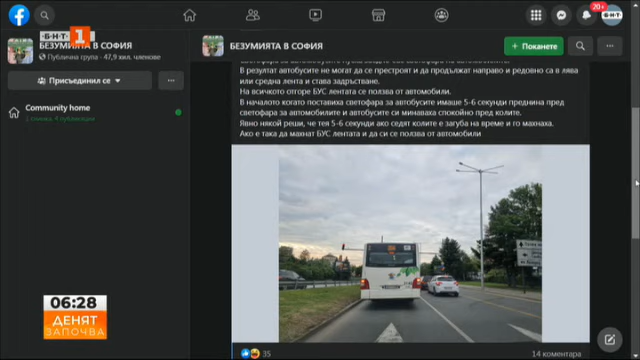 20+
БНТ 1
БЕЗУМИЯТА В СОФИЯ
Публична група · 47,9 хил. членове
Присъединил се
Community home
БЕЗУМИЯТА В СОФИЯ
+ Поканете
В резултат автобусите не могат да се престроят и да продължат направо и редовно са в лява
или средна лента и става задръстване.
На всичкото отгоре БУС лентата се ползва от автомобили.
В началото когато поставиха светофара за автобусите имаше 5-6 секунди преднина пред
светофара за автомобилите и автобусите си минаваха спокойно пред колите.
Явно някой реши, че тея 5-6 секунди ако седят колите е загуба на време и го махнаха.
Ако е така да махнат БУС лентата и да си се ползва от автомобили
35
14 коментара
06:28
ДЕНЯТ
ЗАПОЧВА